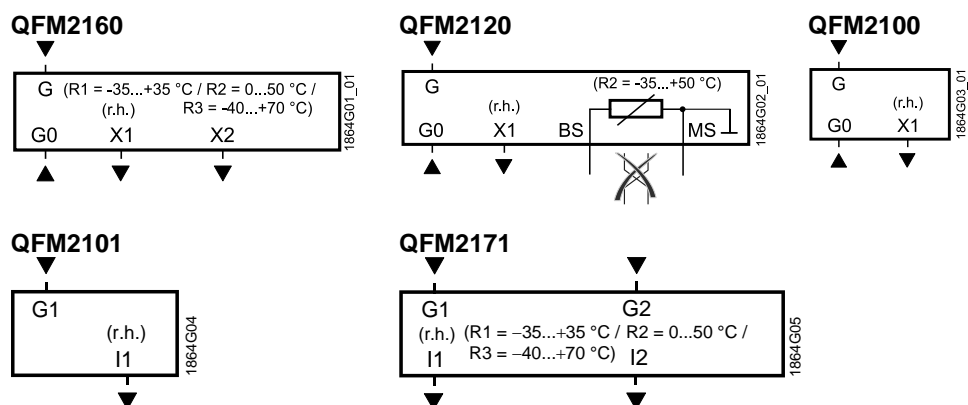 QFM2160
G (R1 = -35...+35 °C / R2 = 0...50 °C /
(r.h.) R3 = -40...+70 °C)
G0 X1 X2
1864G01_01
QFM2120
G (R2 = -35...+50 °C)
(r.h.)
G0 X1 BS MS
1864G02_01
QFM2100
G
(r.h.)
G0 X1
1864G03_01
QFM2101
G1
(r.h.)
I1
1864G04
QFM2171
G1 G2
(r.h.) (R1 = −35...+35 °C / R2 = 0...50 °C /
I1 R3 = −40...+70 °C) I2
1864G05